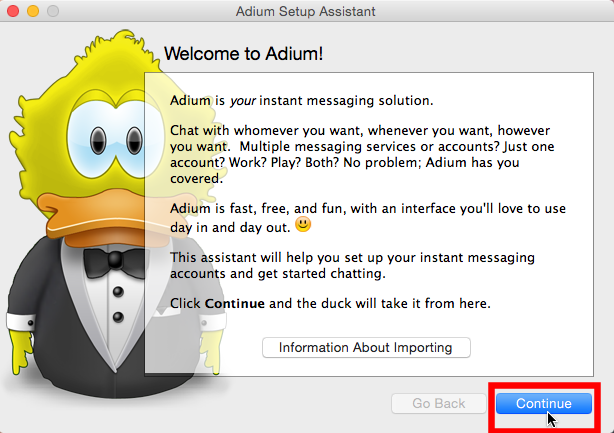 Adium Setup Assistant
Welcome to Adium!
Adium is your instant messaging solution.
Chat with whomever you want, whenever you want, however
you want.  Multiple messaging services or accounts? Just one
account? Work? Play? Both? No problem; Adium has you
covered.
Adium is fast, free, and fun, with an interface you'll love to use
day in and day out. 🙂
This assistant will help you set up your instant messaging
accounts and get started chatting.
Click Continue and the duck will take it from here.
Information About Importing
Go Back
Continue